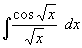 ∫ cos √x / √x dx